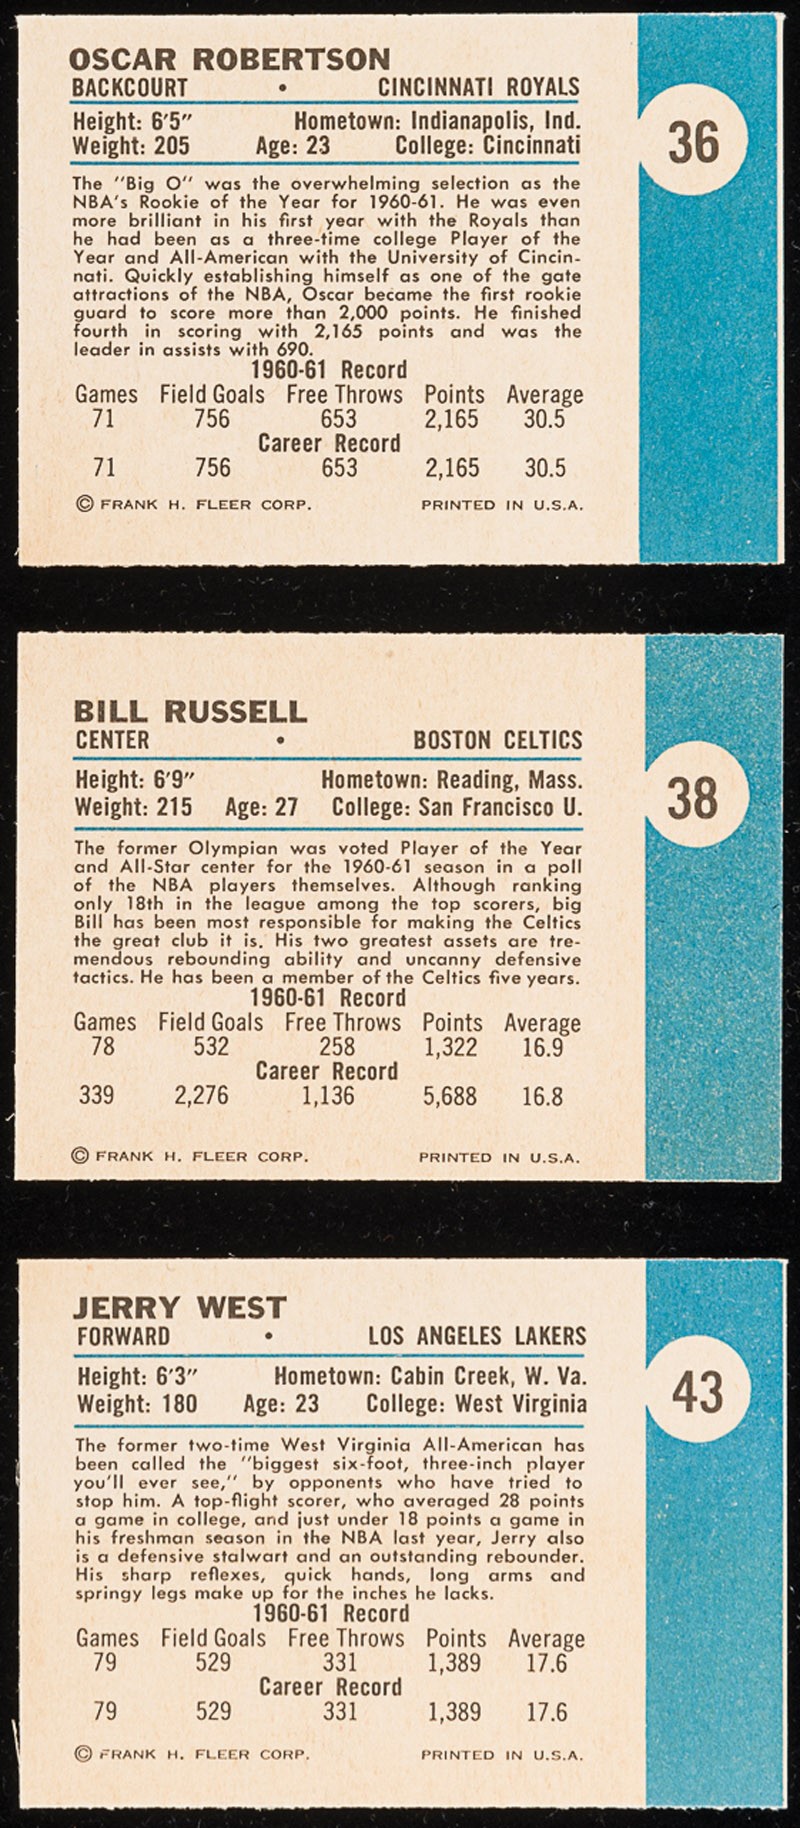 OSCAR ROBERTSON
BACKCOURT • CINCINNATI ROYALS
Height: 6'5" Hometown: Indianapolis, Ind.
Weight: 205 Age: 23 College: Cincinnati
36
The "Big O" was the overwhelming selection as the
NBA's Rookie of the Year for 1960-61. He was even
more brilliant in his first year with the Royals than
he had been as a three-time college Player of the
Year and All-American with the University of Cincin-
nati. Quickly establishing himself as one of the gate
attractions of the NBA, Oscar became the first rookie
guard to score more than 2,000 points. He finished
fourth in scoring with 2,165 points and was the
leader in assists with 690.
1960-61 Record
Games Field Goals Free Throws Points Average
71 756 653 2,165 30.5
Career Record
71 756 653 2,165 30.5
© FRANK H. FLEER CORP. PRINTED IN U.S.A.
BILL RUSSELL
CENTER • BOSTON CELTICS
Height: 6'9" Hometown: Reading, Mass.
Weight: 215 Age: 27 College: San Francisco U.
38
The former Olympian was voted Player of the Year
and All-Star center for the 1960-61 season in a poll
of the NBA players themselves. Although ranking
only 18th in the league among the top scorers, big
Bill has been most responsible for making the Celtics
the great club it is. His two greatest assets are tre-
mendous rebounding ability and uncanny defensive
tactics. He has been a member of the Celtics five years.
1960-61 Record
Games Field Goals Free Throws Points Average
78 532 258 1,322 16.9
Career Record
339 2,276 1,136 5,688 16.8
© FRANK H. FLEER CORP. PRINTED IN U.S.A.
JERRY WEST
FORWARD • LOS ANGELES LAKERS
Height: 6'3" Hometown: Cabin Creek, W. Va.
Weight: 180 Age: 23 College: West Virginia
43
The former two-time West Virginia All-American has
been called the "biggest six-foot, three-inch player
you'll ever see," by opponents who have tried to
stop him. A top-flight scorer, who averaged 28 points
a game in college, and just under 18 points a game in
his freshman season in the NBA last year, Jerry also
is a defensive stalwart and an outstanding rebounder.
His sharp reflexes, quick hands, long arms and
springy legs make up for the inches he lacks.
1960-61 Record
Games Field Goals Free Throws Points Average
79 529 331 1,389 17.6
Career Record
79 529 331 1,389 17.6
© FRANK H. FLEER CORP. PRINTED IN U.S.A.